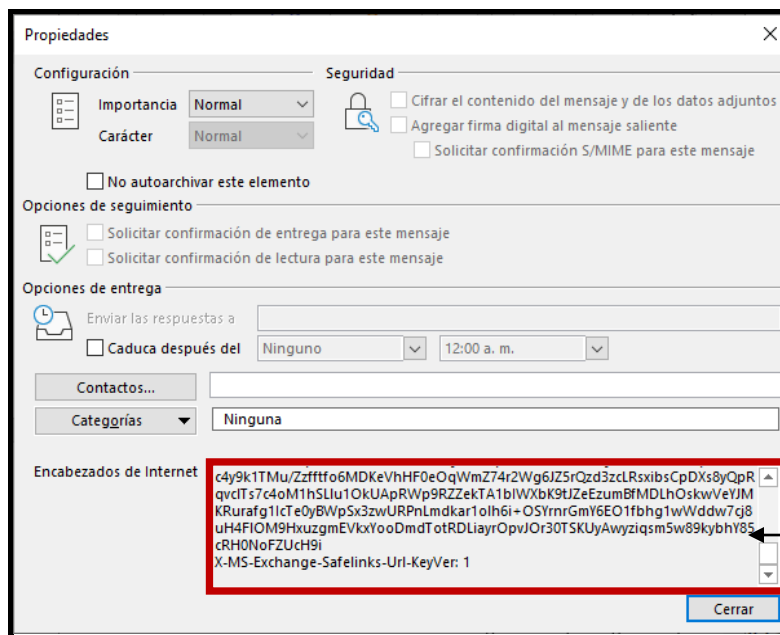 Propiedades
Configuración
Seguridad
Importancia Normal
Carácter Normal
Cifrar el contenido del mensaje y de los datos adjuntos
Agregar firma digital al mensaje saliente
Solicitar confirmación S/MIME para este mensaje
No autoarchivar este elemento
Opciones de seguimiento
Solicitar confirmación de entrega para este mensaje
Solicitar confirmación de lectura para este mensaje
Opciones de entrega
Enviar las respuestas a
Caduca después del Ninguno 12:00 a. m.
Contactos...
Categorías Ninguna
Encabezados de Internet
cRH0NoFZUcH9i
X-MS-Exchange-Safelinks-Url-KeyVer: 1
Cerrar